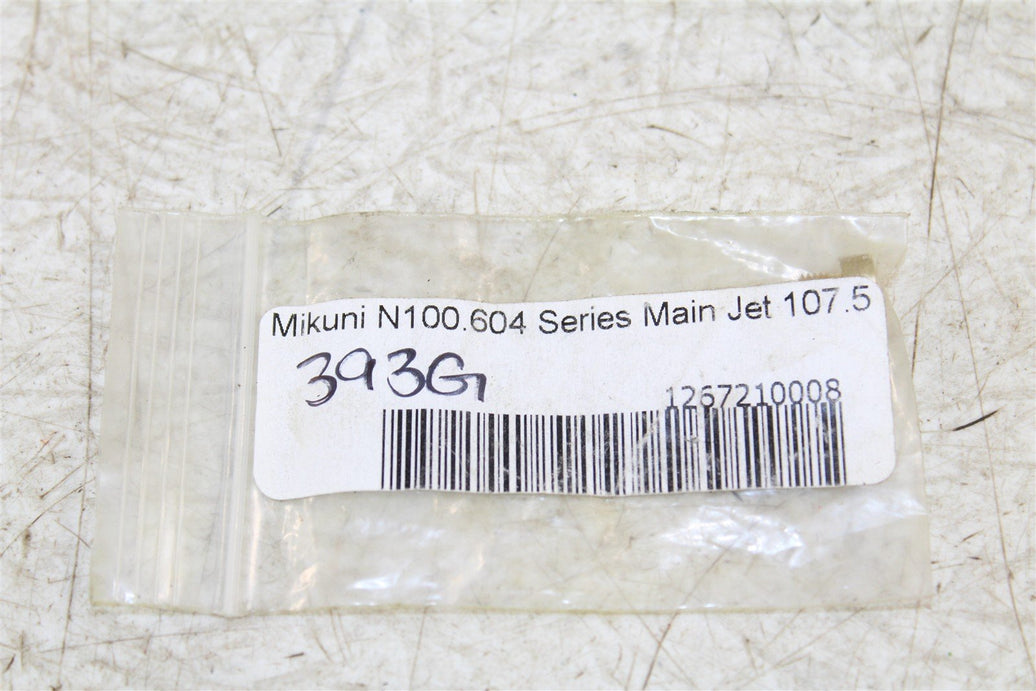 Mikuni N100.604 Series Main Jet 107.5
393G
1267210008